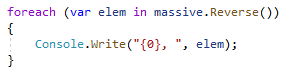 foreach (var elem in massive.Reverse())
{
    Console.Write("{0}, ", elem);
}